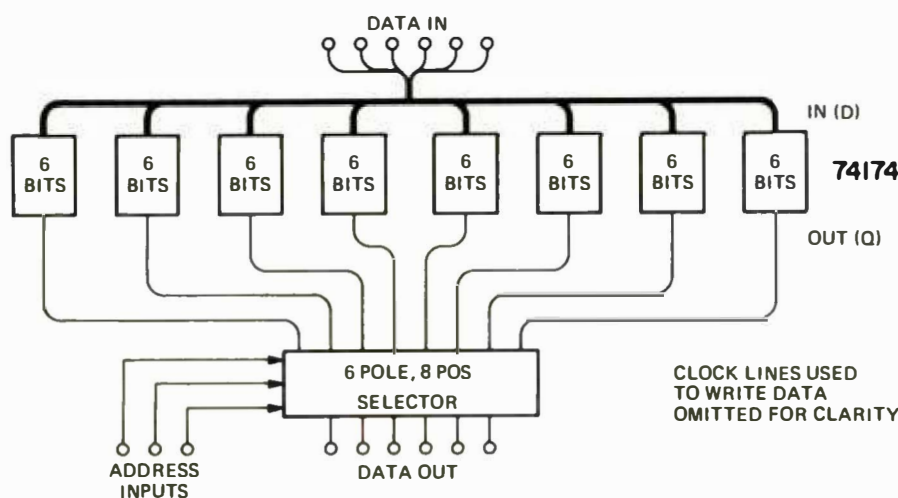 DATA IN
IN (D)
6 BITS
6 BITS
6 BITS
6 BITS
6 BITS
6 BITS
6 BITS
6 BITS
74174
OUT (Q)
6 POLE, 8 POS
SELECTOR
CLOCK LINES USED
TO WRITE DATA
OMITTED FOR CLARITY
ADDRESS
INPUTS
DATA OUT